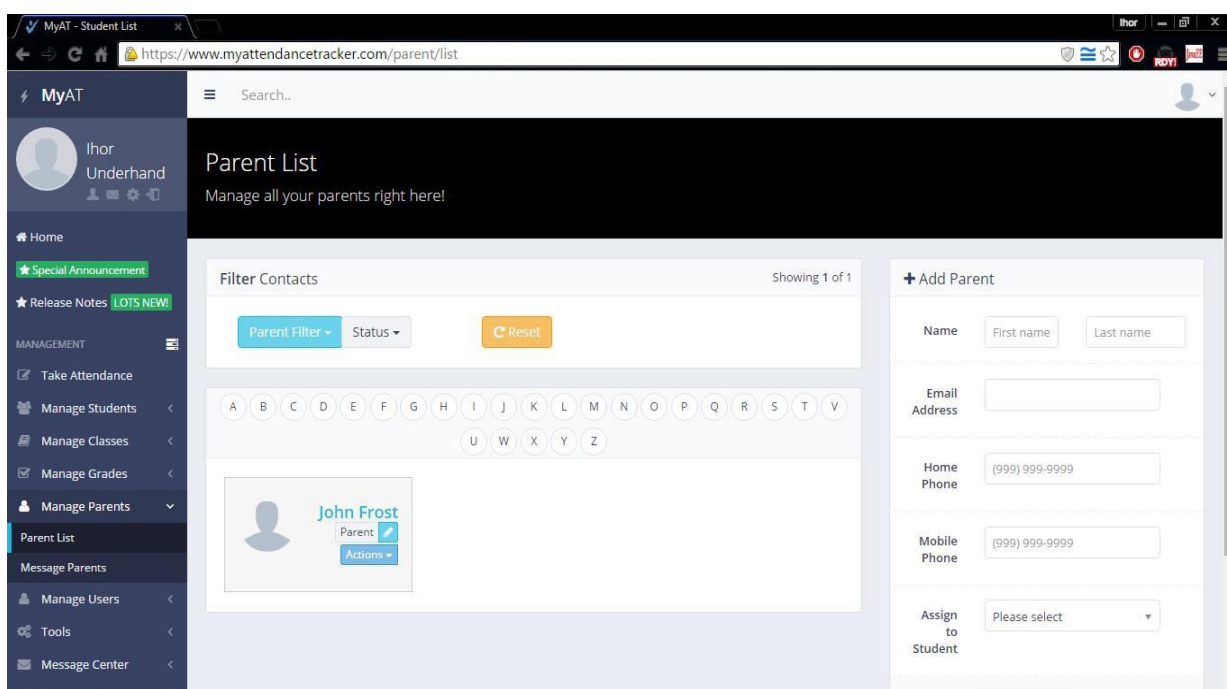 MyAT - Student List
Ihor
https://www.myattendancetracker.com/parent/list
RDY!
MyAT
Search..
Ihor
Underhand
Parent List
Manage all your parents right here!
Home
Special Announcement
Release Notes LOTS NEW!
MANAGEMENT
Take Attendance
Manage Students
Manage Classes
Manage Grades
Manage Parents
Parent List
Message Parents
Manage Users
Tools
Message Center
Filter Contacts
Showing 1 of 1
Parent Filter Status Reset
A B C D E F G H I J K L M N O P Q R S T V
U W X Y Z
John Frost
Parent
Actions
Add Parent
Name First name Last name
Email
Address
Home
Phone
(999) 999-9999
Mobile
Phone
(999) 999-9999
Assign
to
Student
Please select